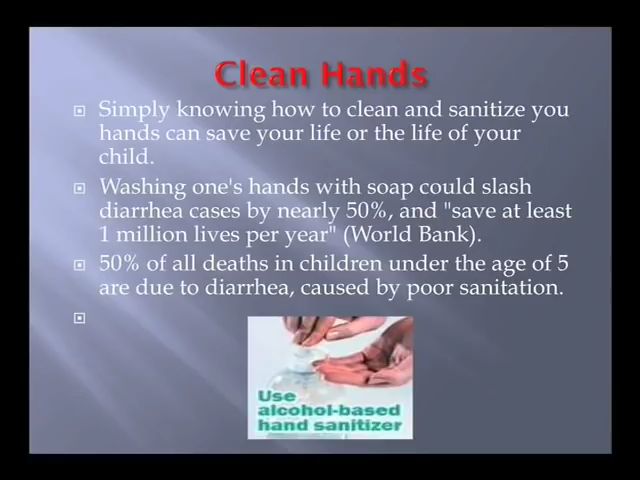 Clean Hands
Simply knowing how to clean and sanitize you
hands can save your life or the life of your
child.
Washing one's hands with soap could slash
diarrhea cases by nearly 50%, and "save at least
1 million lives per year" (World Bank).
50% of all deaths in children under the age of 5
are due to diarrhea, caused by poor sanitation.
Use
alcohol-based
hand sanitizer